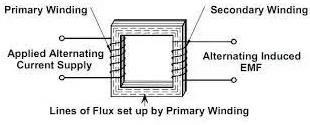 Primary Winding
Secondary Winding
Applied Alternating
Current Supply
Alternating Induced
EMF
Lines of Flux set up by Primary Winding